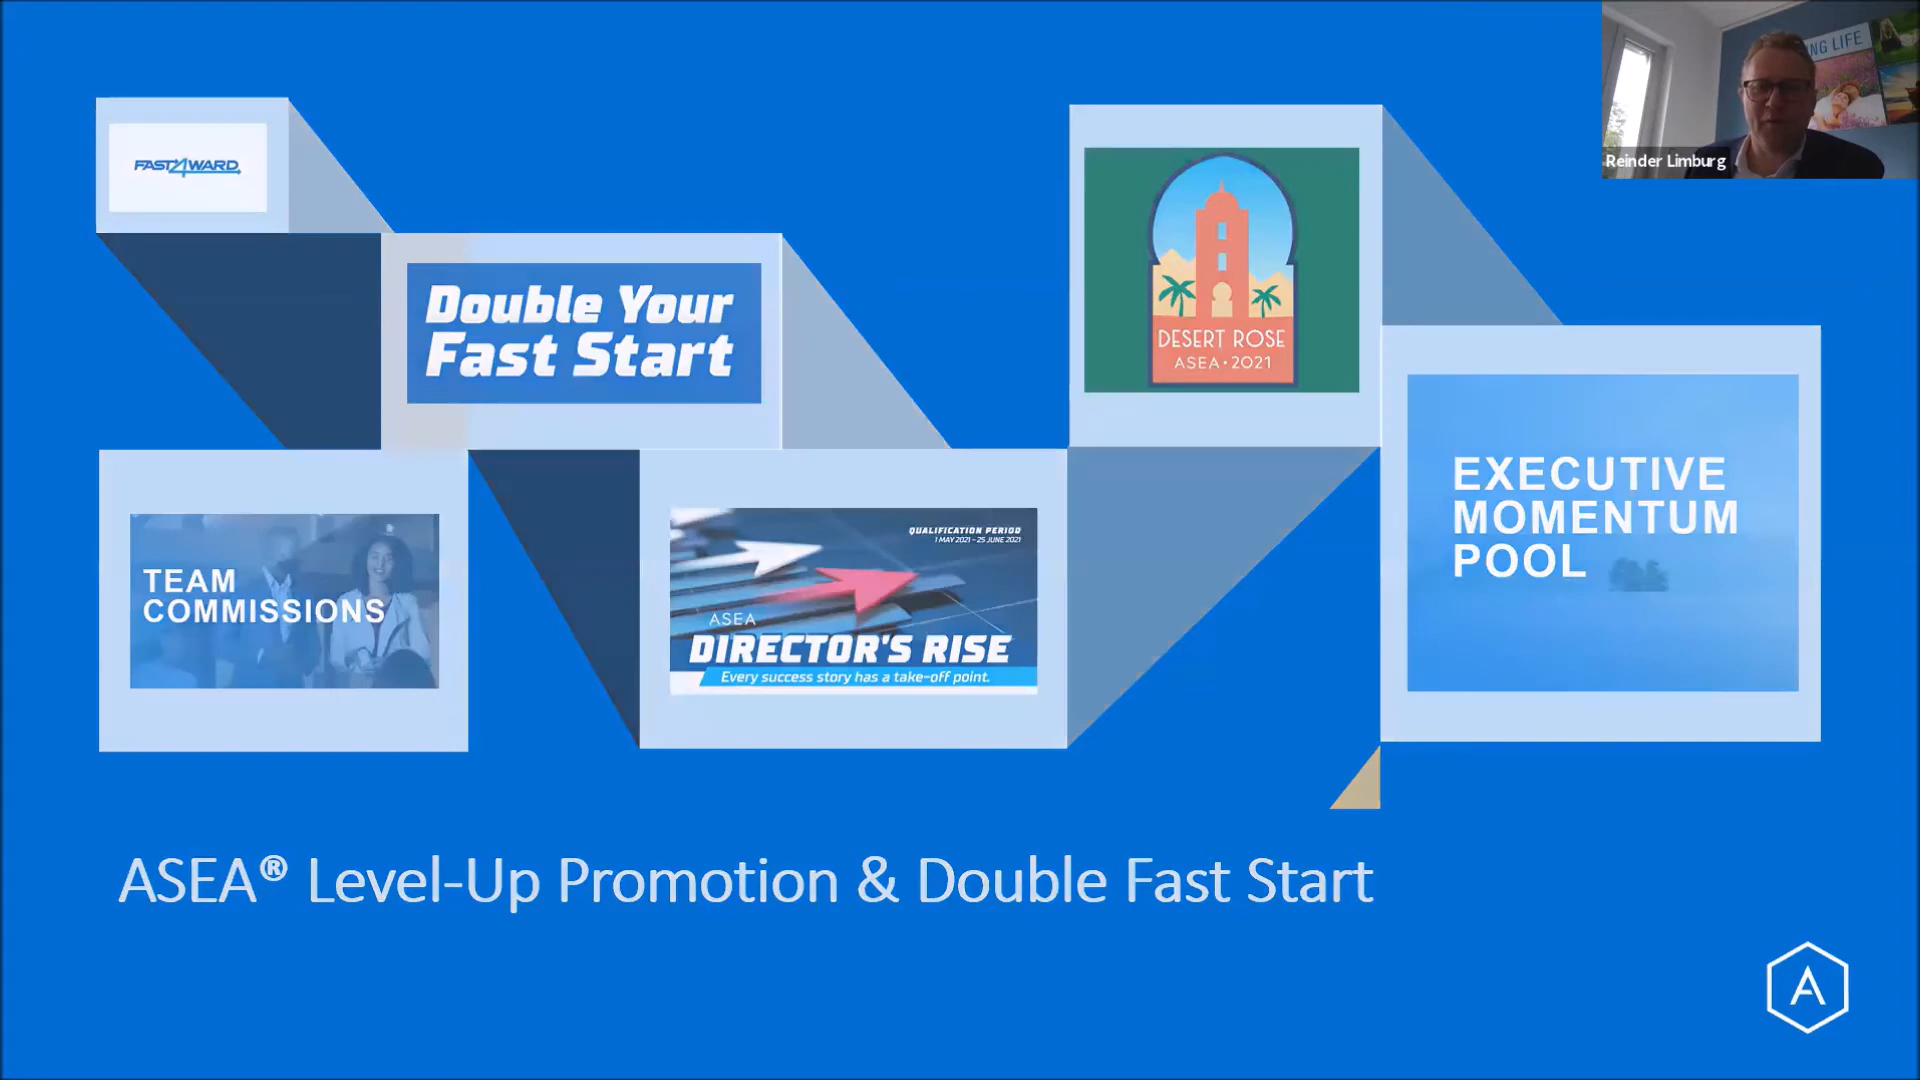 NG LIFE
Reinder Limburg
FAST4WARD
Double Your
Fast Start
DESERT ROSE
ASEA • 2021
EXECUTIVE
MOMENTUM
POOL
TEAM
COMMISSIONS
QUALIFICATION PERIOD
1 MAY 2021 – 25 JUNE 2021
ASEA
DIRECTOR'S RISE
Every success story has a take-off point.
ASEA® Level-Up Promotion & Double Fast Start
A